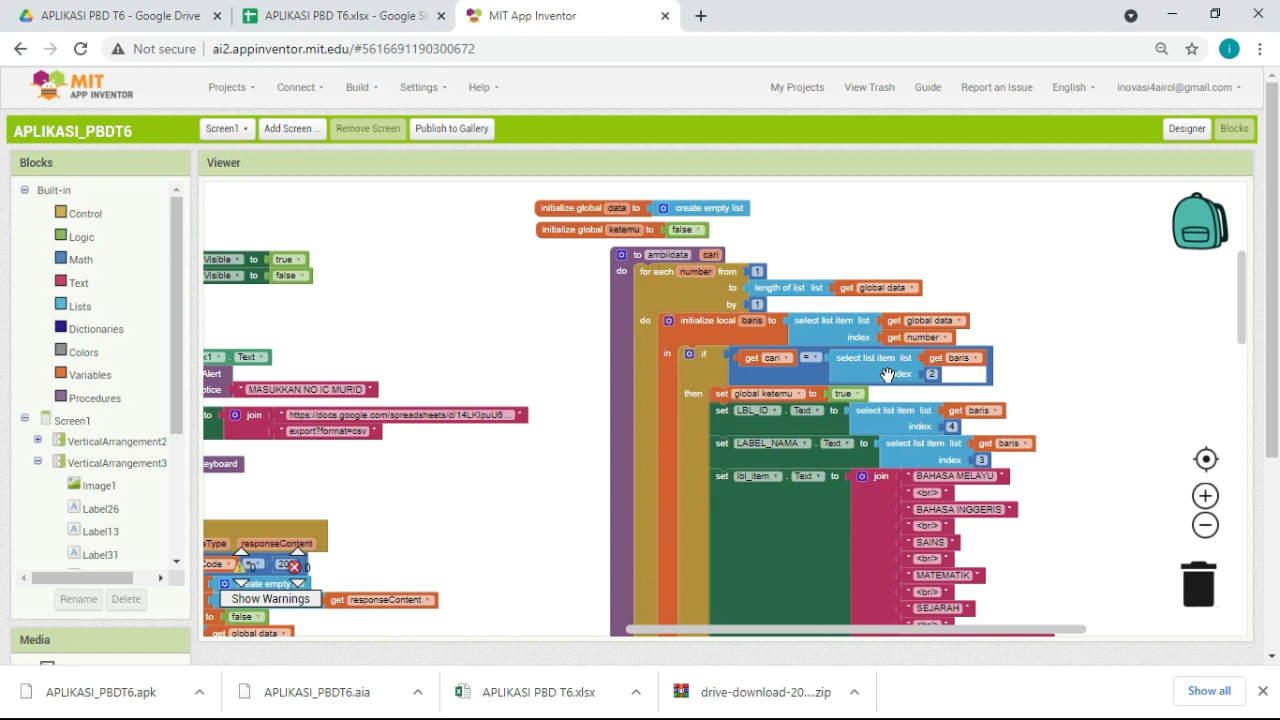 APLIKASI PBD T6 - Google Drive
APLIKASI PBD T6.xlsx - Google S
MIT App Inventor
Not secure
ai2.appinventor.mit.edu/#5616691190300672
MIT
APP INVENTOR
Projects
Connect
Build
Settings
Help
My Projects
View Trash
Guide
Report an Issue
English
inovasi4airol@gmail.com
APLIKASI_PBDT6
Screen1
Add Screen ...
Remove Screen
Publish to Gallery
Designer
Blocks
Blocks
Viewer
Built-in
Control
Logic
Math
Text
Lists
Dictionaries
Colors
Variables
Procedures
Screen1
VerticalArrangement2
VerticalArrangement3
Image1
Label26
Label13
Label31
Rename
Delete
Media
initialize global data to create empty list
initialize global ketemu to false
Visible to true
Visible to false
to ambildata cari
do for each number from 1
to length of list list get global data
by 1
do initialize local baris to select list item list get global data
index get number
in if get cari = select list item list get baris
2
then set global ketemu to true
set LBL_ID . Text to select list item list get baris
index 4
set LABEL_NAMA . Text to select list item list get baris
index 3
set lbl_item . Text to join " BAHASA MELAYU "
" <br/> "
" BAHASA INGGERIS "
" <br/> "
" SAINS "
" <br/> "
" MATEMATIK "
" <br/> "
" SEJARAH "
. Text
Alert
" MASUKKAN NO IC MURID "
to join " https://docs.google.com/spreadsheets/d/14LKIpuU8... "
" export?format=csv "
eyboard
responseContent
0
0
Show Warnings
get responseContent
to false
get global data
APLIKASI_PBDT6.apk
APLIKASI_PBDT6.aia
APLIKASI PBD T6.xlsx
drive-download-20....zip
Show all